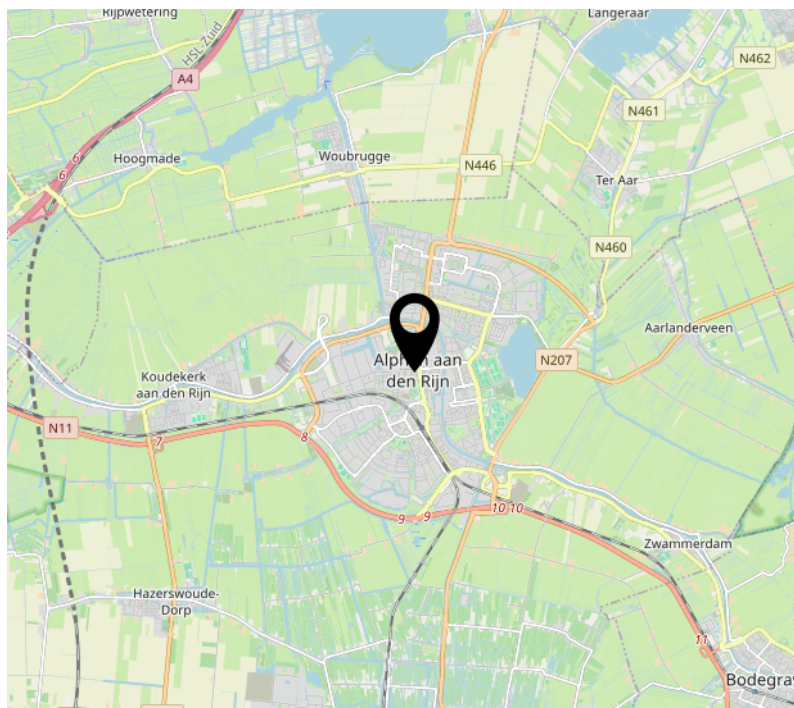 Rijpwetering
Langeraar
HSL-Zuid
N462
A4
N461
6
6
Hoogmade
Woubrugge
N446
Ter Aar
N460
Aarlanderveen
Alphen aan
den Rijn
N207
Koudekerk
aan den Rijn
N11
7
8
9
9
10
10
Zwammerdam
Hazerswoude-
Dorp
11
Bodegra